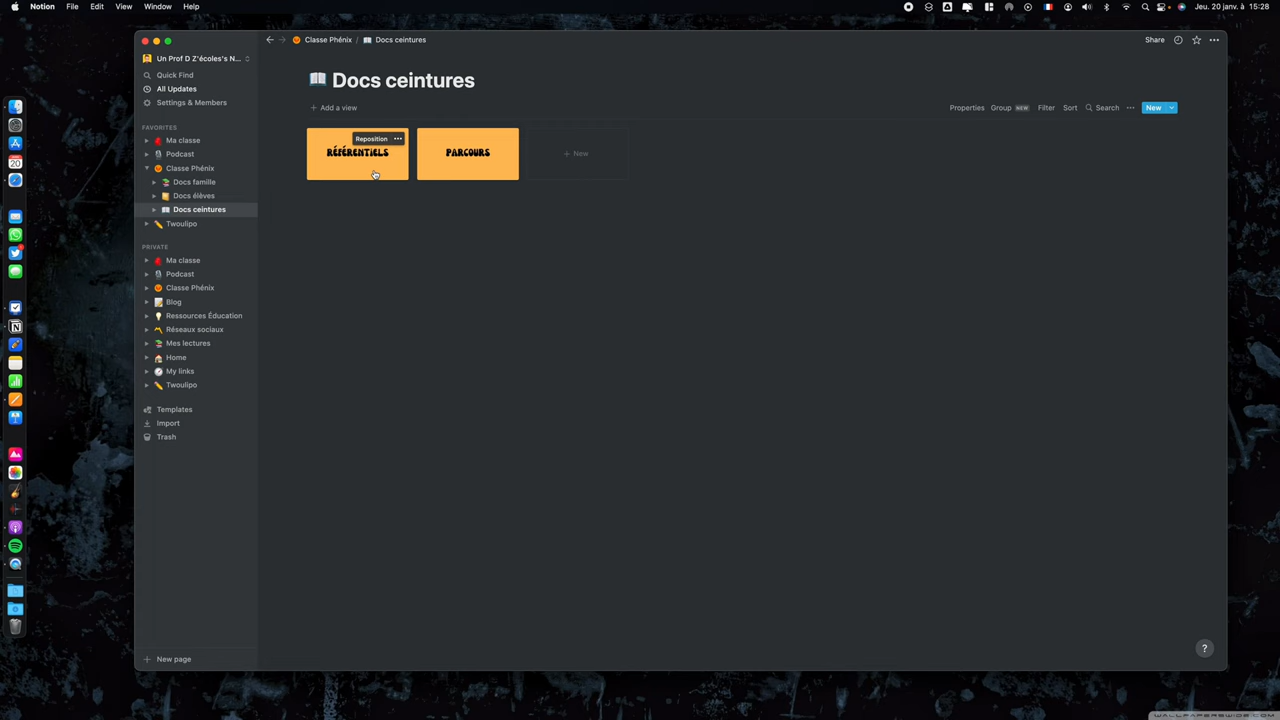 Notion File Edit View Window Help Jeu. 20 janv. à 15:28
Classe Phénix / Docs ceintures Share
Un Prof D Z'écoles's N...
Quick Find
All Updates
Settings & Members
FAVORITES
Ma classe
Podcast
Classe Phénix
Docs famille
Docs élèves
Docs ceintures
Twoulipo
PRIVATE
Ma classe
Podcast
Classe Phénix
Blog
Ressources Éducation
Réseaux sociaux
Mes lectures
Home
My links
Twoulipo
Templates
Import
Trash
New page
Docs ceintures
Add a view Properties Group NEW Filter Sort Search New
Reposition
RÉFÉRENTIELS PARCOURS New
?
WALLPAPERSWIDE.COM